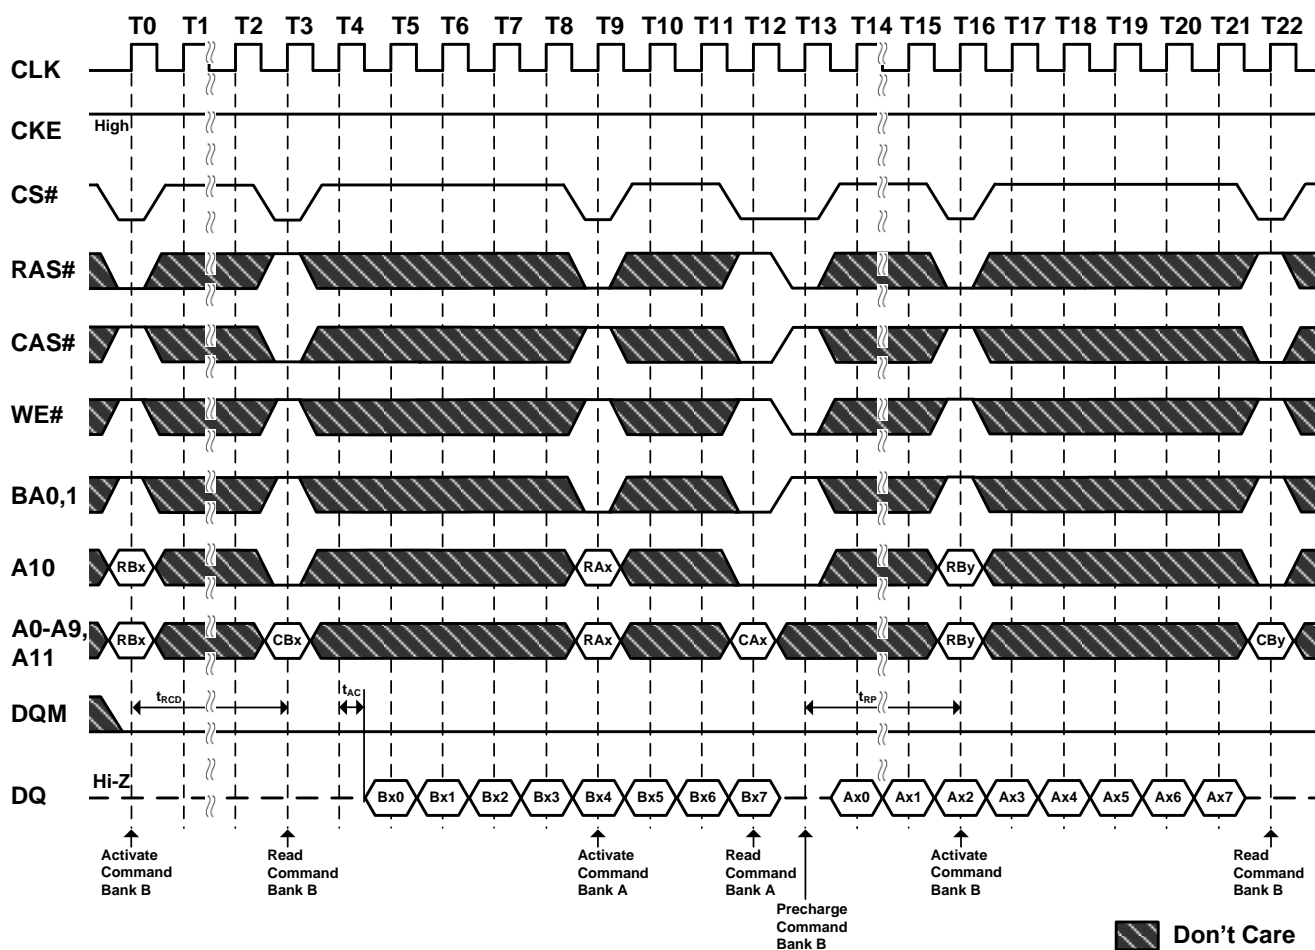 T0 T1 T2 T3 T4 T5 T6 T7 T8 T9 T10 T11 T12 T13 T14 T15 T16 T17 T18 T19 T20 T21 T22
CLK
CKE High
CS#
RAS#
CAS#
WE#
BA0,1
A10 RBx RAx RBy
A0-A9, RBx CBx RAx CAx RBy CBy
A11
tRCD tAC tRP
DQM
Hi-Z
DQ Bx0 Bx1 Bx2 Bx3 Bx4 Bx5 Bx6 Bx7 Ax0 Ax1 Ax2 Ax3 Ax4 Ax5 Ax6 Ax7
Activate
Command
Bank B
Read
Command
Bank B
Activate
Command
Bank A
Read
Command
Bank A
Precharge
Command
Bank B
Activate
Command
Bank B
Read
Command
Bank B
Don't Care